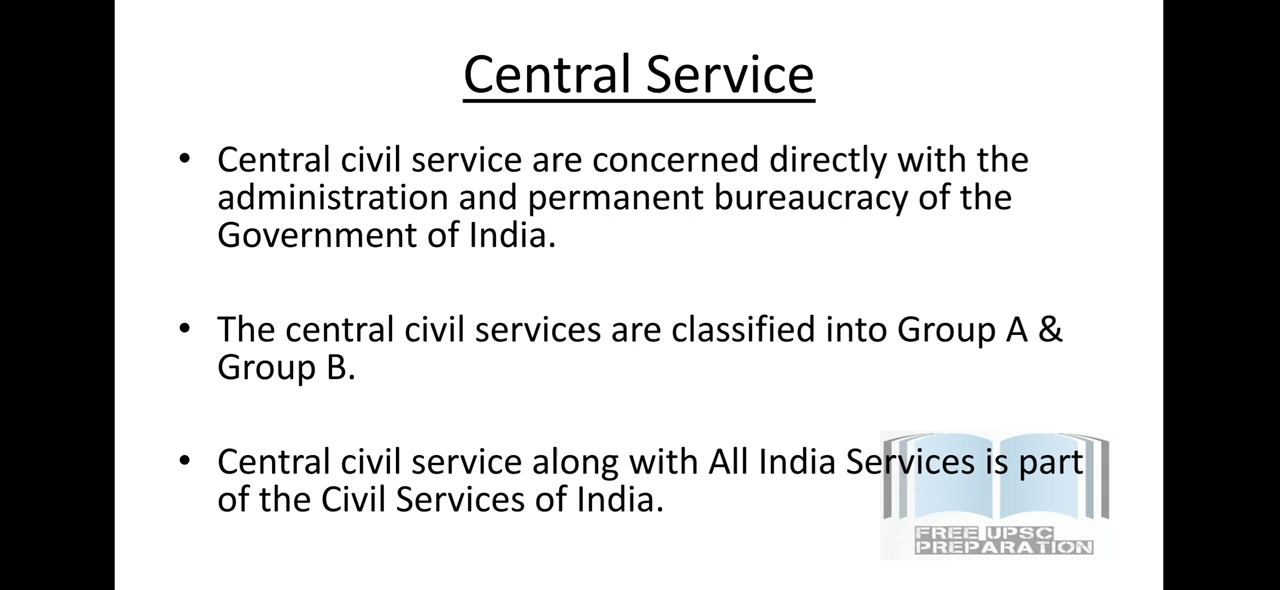 Central Service
• Central civil service are concerned directly with the
administration and permanent bureaucracy of the
Government of India.
• The central civil services are classified into Group A &
Group B.
• Central civil service along with All India Services is part
of the Civil Services of India.
FREE UPSC
PREPARATION